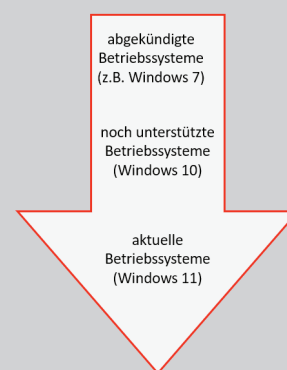 abgekündigte
Betriebssysteme
(z.B. Windows 7)
noch unterstützte
Betriebssysteme
(Windows 10)
aktuelle
Betriebssysteme
(Windows 11)